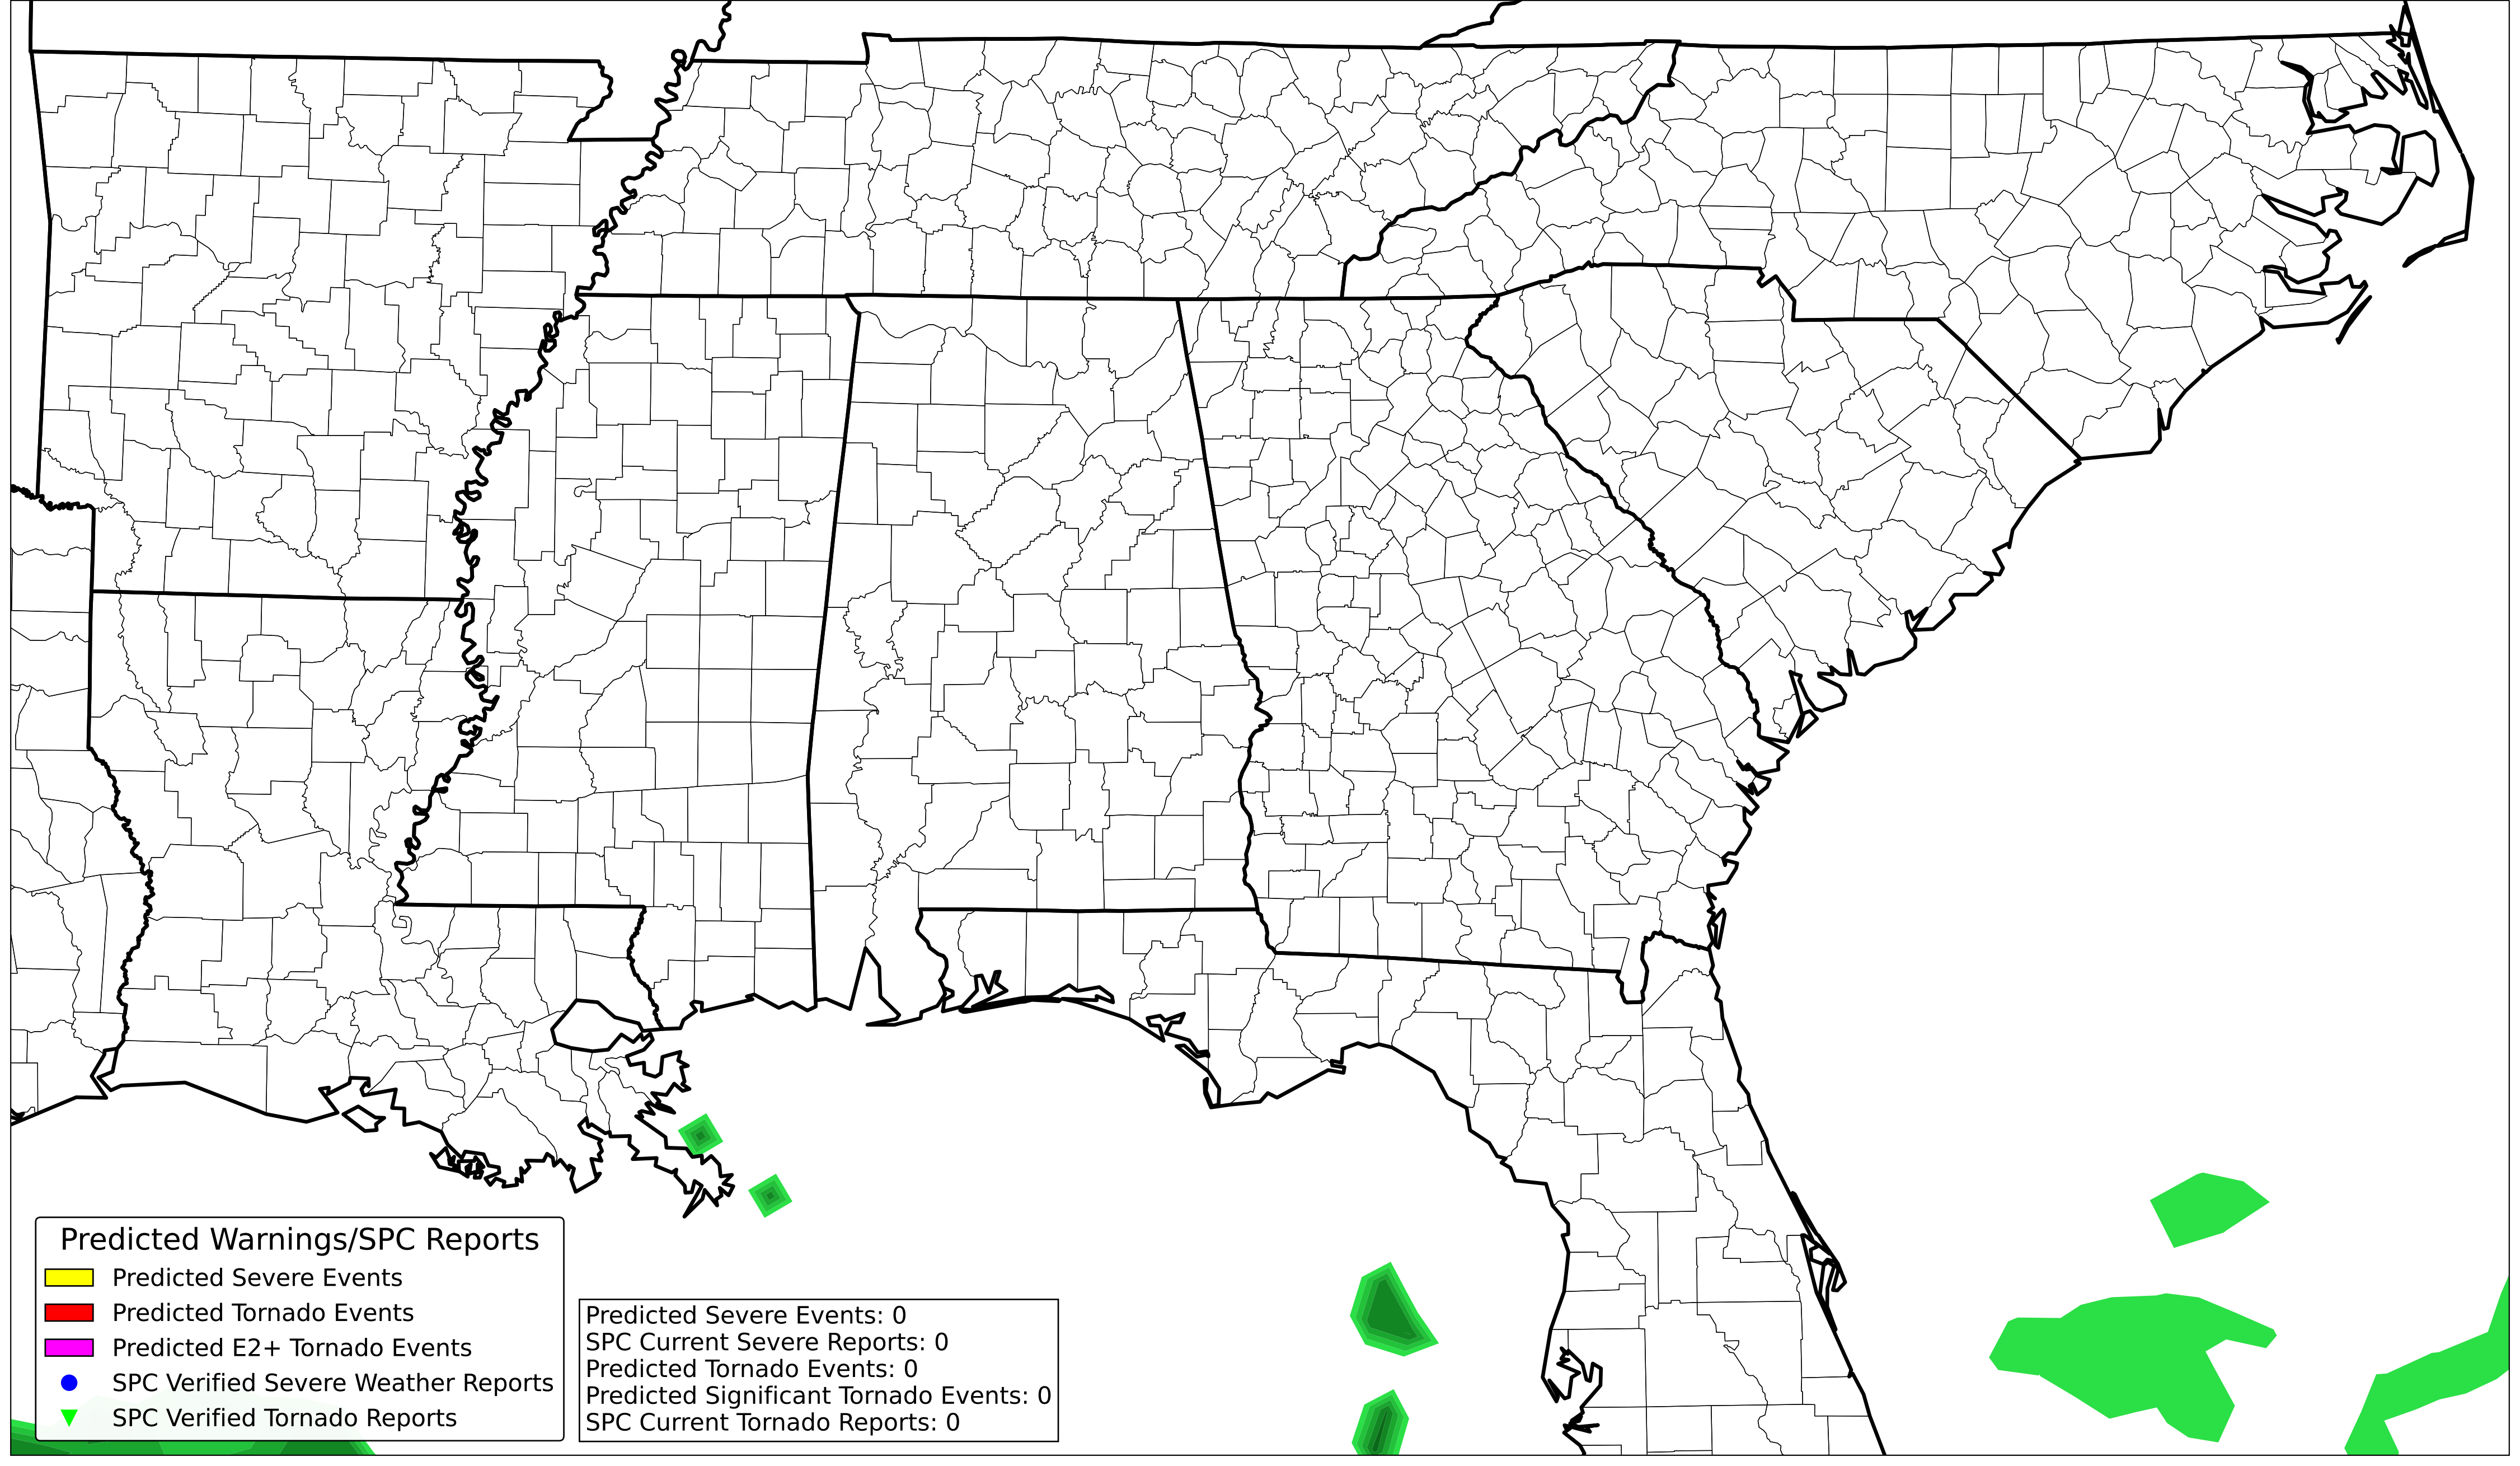 Predicted Warnings/SPC Reports
Predicted Severe Events
Predicted Tornado Events
Predicted E2+ Tornado Events
SPC Verified Severe Weather Reports
SPC Verified Tornado Reports
Predicted Severe Events: 0
SPC Current Severe Reports: 0
Predicted Tornado Events: 0
Predicted Significant Tornado Events: 0
SPC Current Tornado Reports: 0